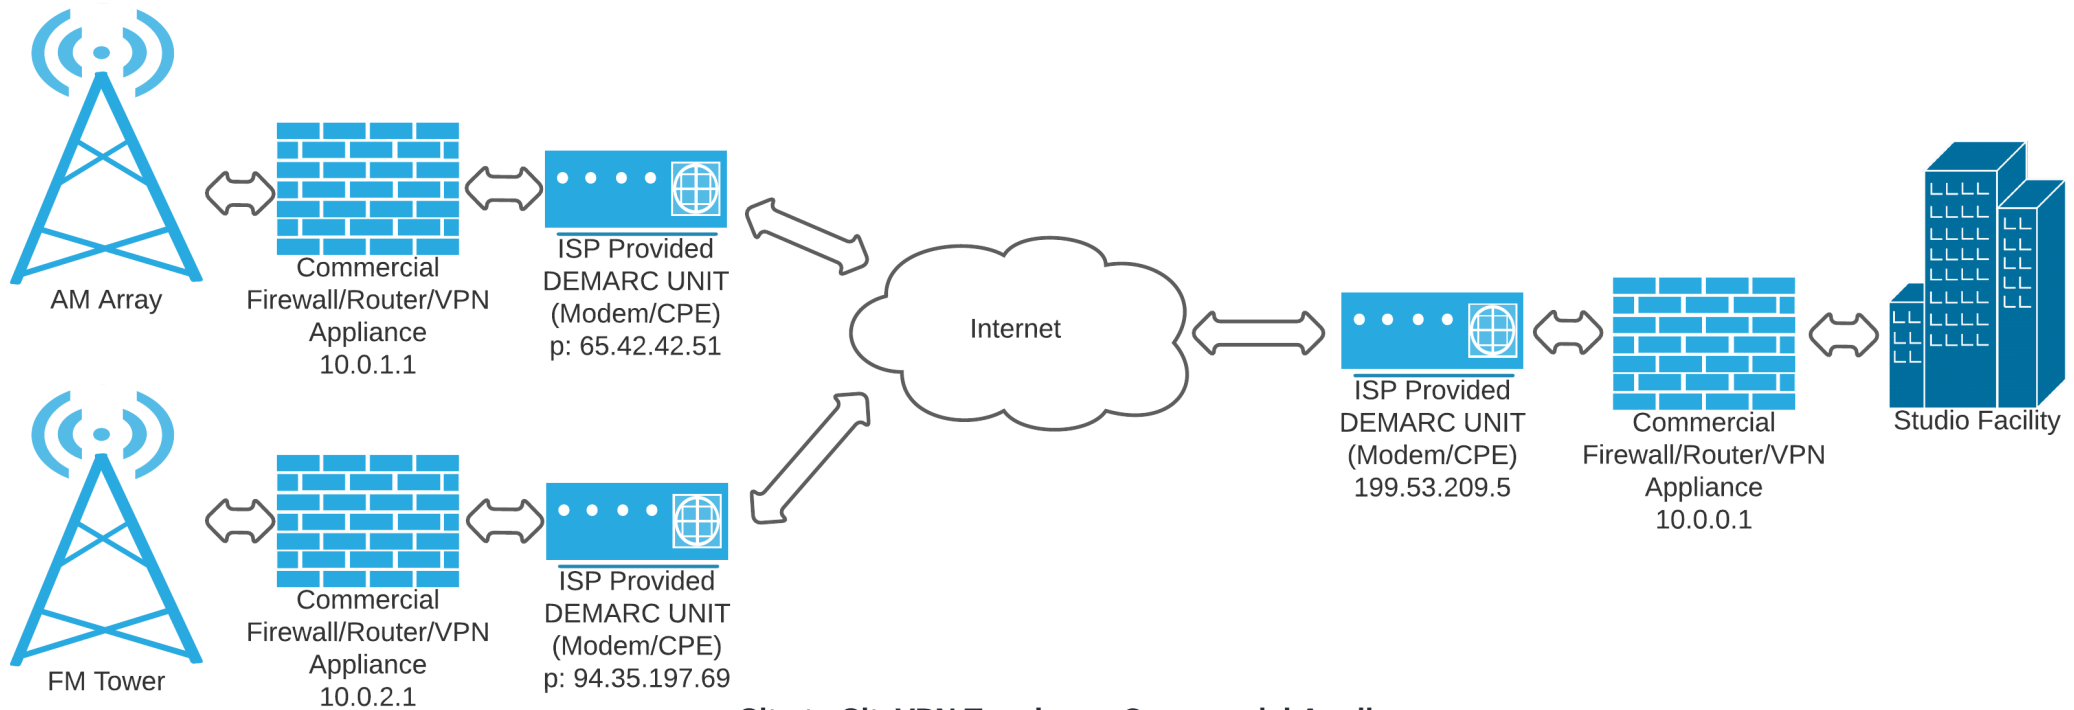 AM Array
Commercial
Firewall/Router/VPN
Appliance
10.0.1.1
ISP Provided
DEMARC UNIT
(Modem/CPE)
p: 65.42.42.51
Internet
ISP Provided
DEMARC UNIT
(Modem/CPE)
199.53.209.5
Commercial
Firewall/Router/VPN
Appliance
10.0.0.1
Studio Facility
FM Tower
Commercial
Firewall/Router/VPN
Appliance
10.0.2.1
ISP Provided
DEMARC UNIT
(Modem/CPE)
p: 94.35.197.69